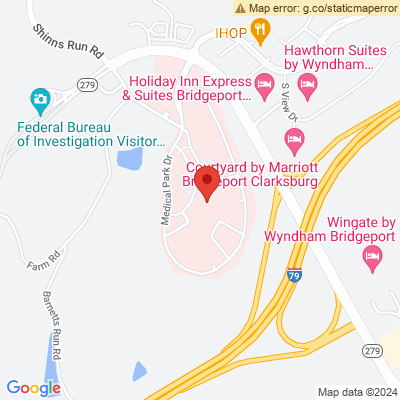 Map error: g.co/staticmaperror
Shinns Run Rd
IHOP
Hawthorn Suites
by Wyndham...
279
279
Holiday Inn Express
& Suites Bridgeport...
S View Dr
Federal Bureau
of Investigation Visitor...
Medical Park Dr
Courtyard by Marriott
Bridgeport Clarksburg
Wingate by
Wyndham Bridgeport
Farm Rd
79
Barnetts Run Rd
279
Google
Map data ©2024